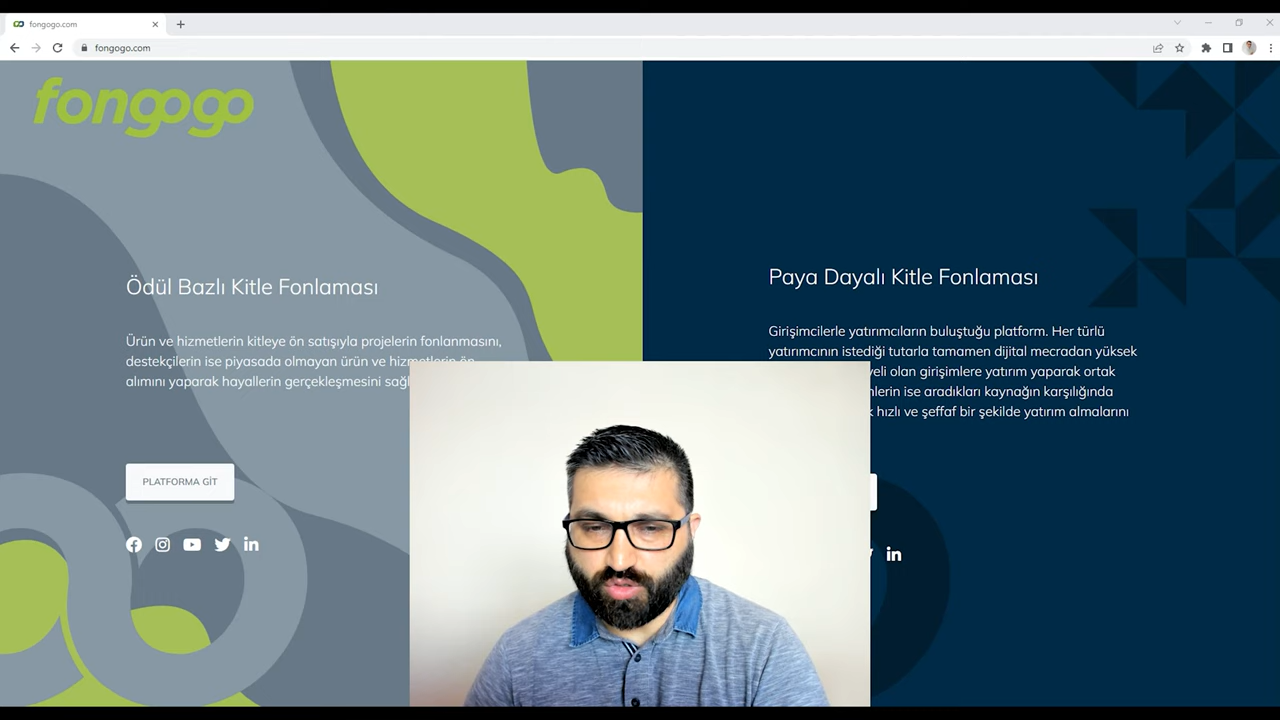 fongogo.com
fongogo.com
fongogo
Ödül Bazlı Kitle Fonlaması
Ürün ve hizmetlerin kitleye ön satışıyla projelerin fonlanmasını,
destekçilerin ise piyasada olmayan ürün ve hizmetlerin ön
alımını yaparak hayallerin gerçekleşmesini
PLATFORMA GİT
Paya Dayalı Kitle Fonlaması
Girişimcilerle yatırımcıların buluştuğu platform. Her türlü
yatırımcının istediği tutarla tamamen dijital mecradan yüksek
olan girişimlere yatırım yaparak ortak
ise aradıkları kaynağın karşılığında
hızlı ve şeffaf bir şekilde yatırım almalarını